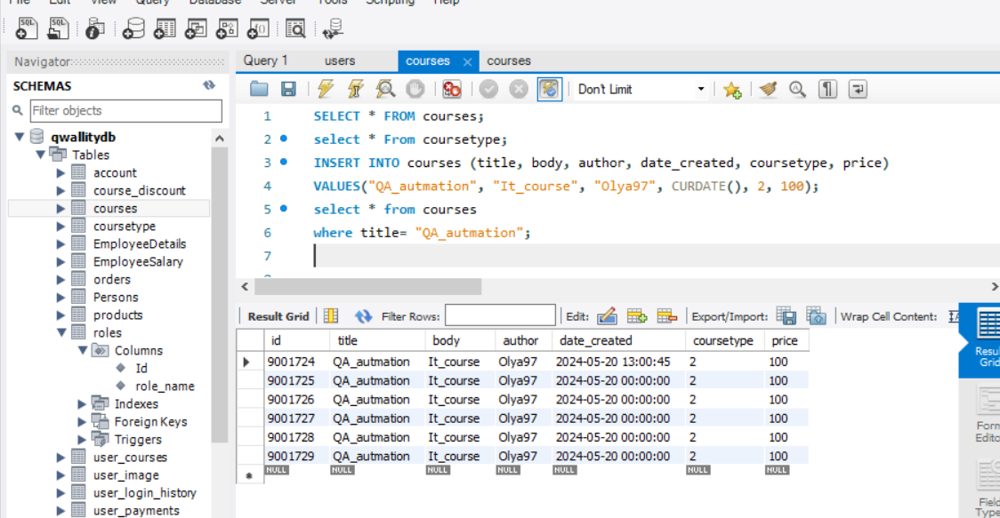 File Edit View Query Database Server Tools Scripting Help
SQL SQL
Navigator
Query 1 users courses × courses
SCHEMAS
Filter objects
Don't Limit
qwallitydb
Tables
account
course_discount
courses
coursetype
EmployeeDetails
EmployeeSalary
orders
Persons
products
roles
Columns
Id
role_name
Indexes
Foreign Keys
Triggers
user_courses
user_image
user_login_history
user_payments
1 SELECT * FROM courses;
2 select * From coursetype;
3 INSERT INTO courses (title, body, author, date_created, coursetype, price)
4 VALUES("QA_autmation", "It_course", "Olya97", CURDATE(), 2, 100);
5 select * from courses
6 where title= "QA_autmation";
7
Result Grid Filter Rows: Edit: Export/Import: Wrap Cell Content:
id title body author date_created coursetype price
9001724 QA_autmation It_course Olya97 2024-05-20 13:00:45 2 100
9001725 QA_autmation It_course Olya97 2024-05-20 00:00:00 2 100
9001726 QA_autmation It_course Olya97 2024-05-20 00:00:00 2 100
9001727 QA_autmation It_course Olya97 2024-05-20 00:00:00 2 100
9001728 QA_autmation It_course Olya97 2024-05-20 00:00:00 2 100
9001729 QA_autmation It_course Olya97 2024-05-20 00:00:00 2 100
NULL NULL NULL NULL NULL NULL NULL
Resu
Grid
Form
Edito
Field
Type